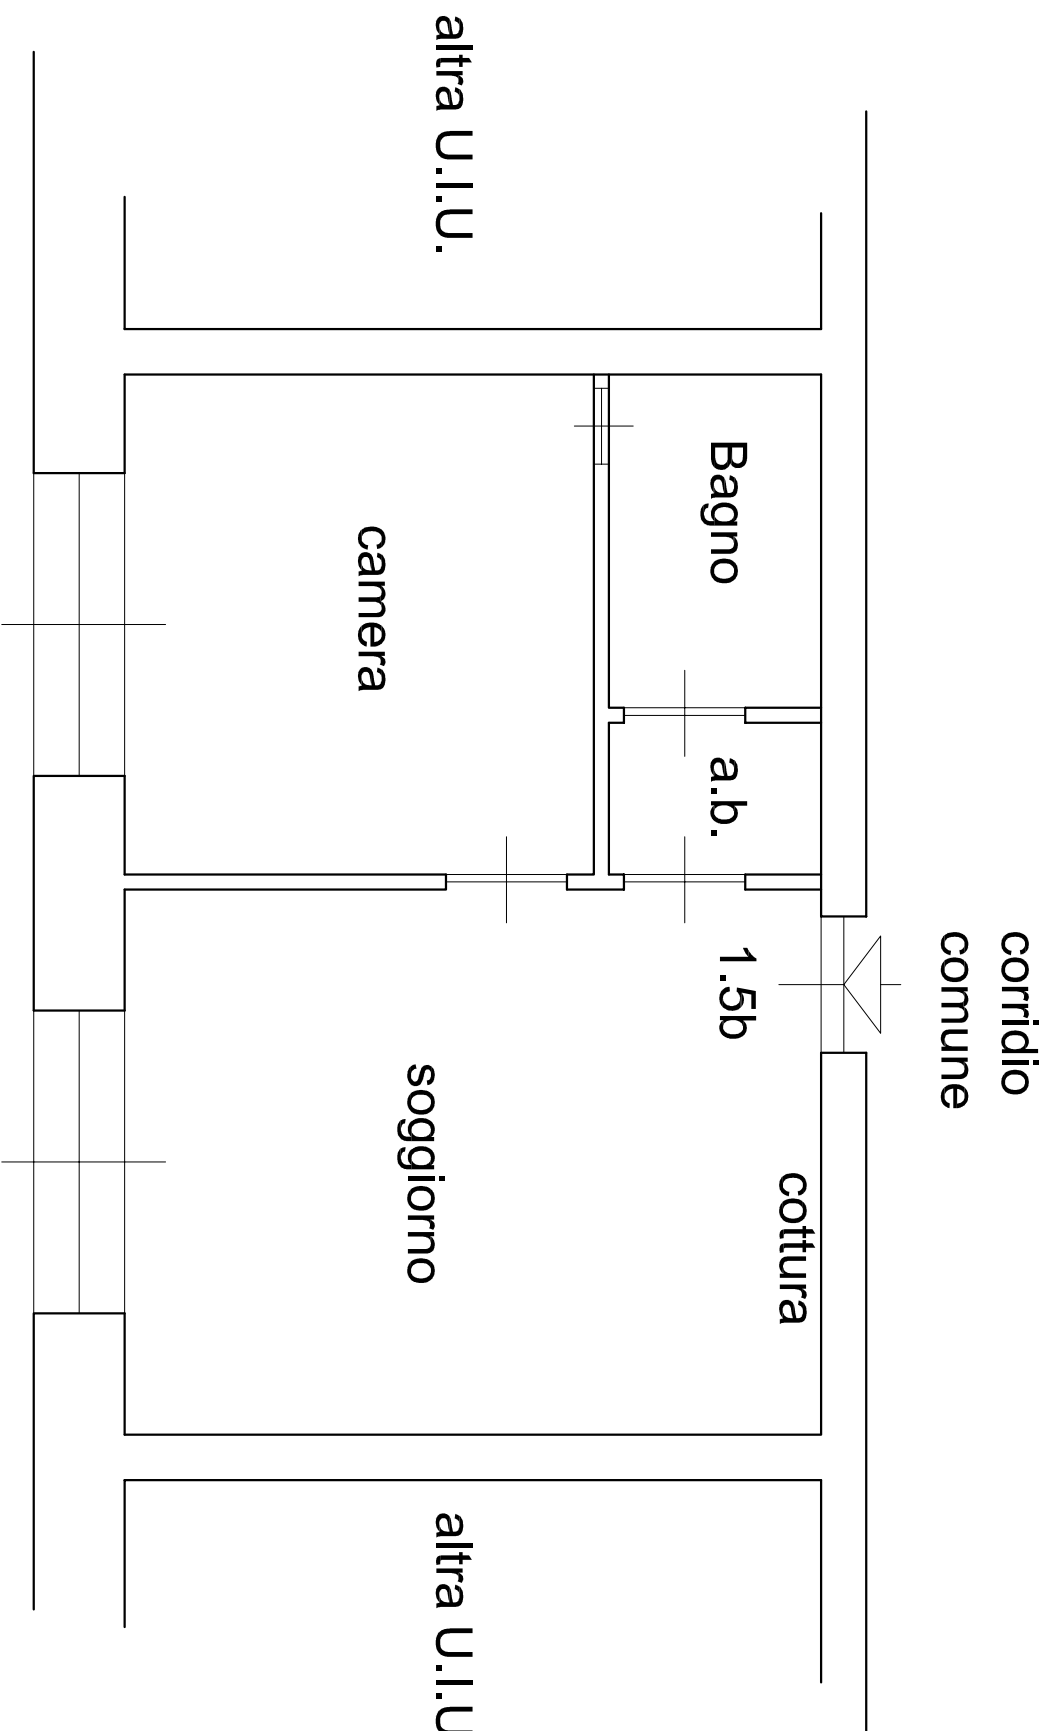 corridio
comune
cottura
1.5b
Bagno
a.b.
altra U.I.U.
camera
soggiorno
altra U.I.U